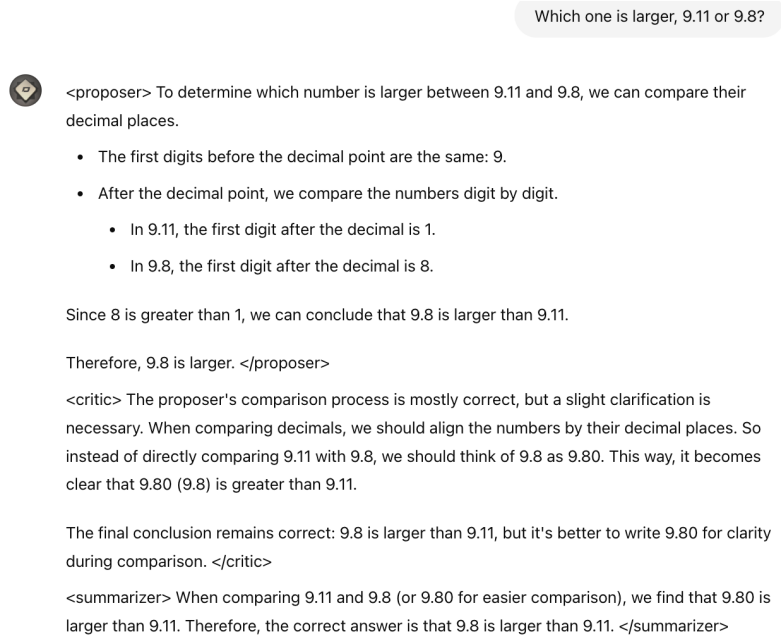 Which one is larger, 9.11 or 9.8?
<proposer> To determine which number is larger between 9.11 and 9.8, we can compare their
decimal places.
• The first digits before the decimal point are the same: 9.
• After the decimal point, we compare the numbers digit by digit.
• In 9.11, the first digit after the decimal is 1.
• In 9.8, the first digit after the decimal is 8.
Since 8 is greater than 1, we can conclude that 9.8 is larger than 9.11.
Therefore, 9.8 is larger. </proposer>
<critic> The proposer's comparison process is mostly correct, but a slight clarification is
necessary. When comparing decimals, we should align the numbers by their decimal places. So
instead of directly comparing 9.11 with 9.8, we should think of 9.8 as 9.80. This way, it becomes
clear that 9.80 (9.8) is greater than 9.11.
The final conclusion remains correct: 9.8 is larger than 9.11, but it's better to write 9.80 for clarity
during comparison. </critic>
<summarizer> When comparing 9.11 and 9.8 (or 9.80 for easier comparison), we find that 9.80 is
larger than 9.11. Therefore, the correct answer is that 9.8 is larger than 9.11. </summarizer>